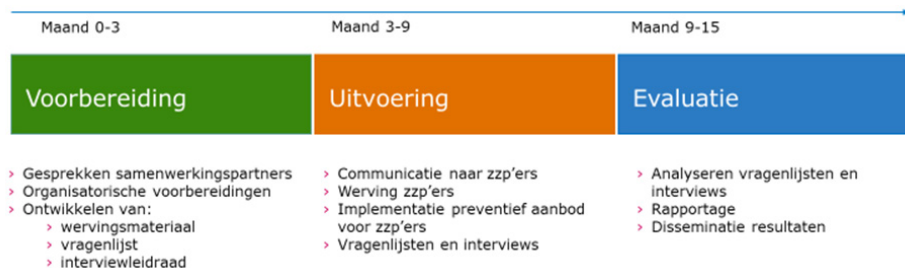 Maand 0-3
Maand 3-9
Maand 9-15
Voorbereiding
Uitvoering
Evaluatie
› Gesprekken samenwerkingspartners
› Organisatorische voorbereidingen
› Ontwikkelen van:
› wervingsmateriaal
› vragenlijst
› interviewleidraad
› Communicatie naar zzp'ers
› Werving zzp'ers
› Implementatie preventief aanbod
voor zzp'ers
› Vragenlijsten en interviews
› Analyseren vragenlijsten en
interviews
› Rapportage
› Disseminatie resultaten